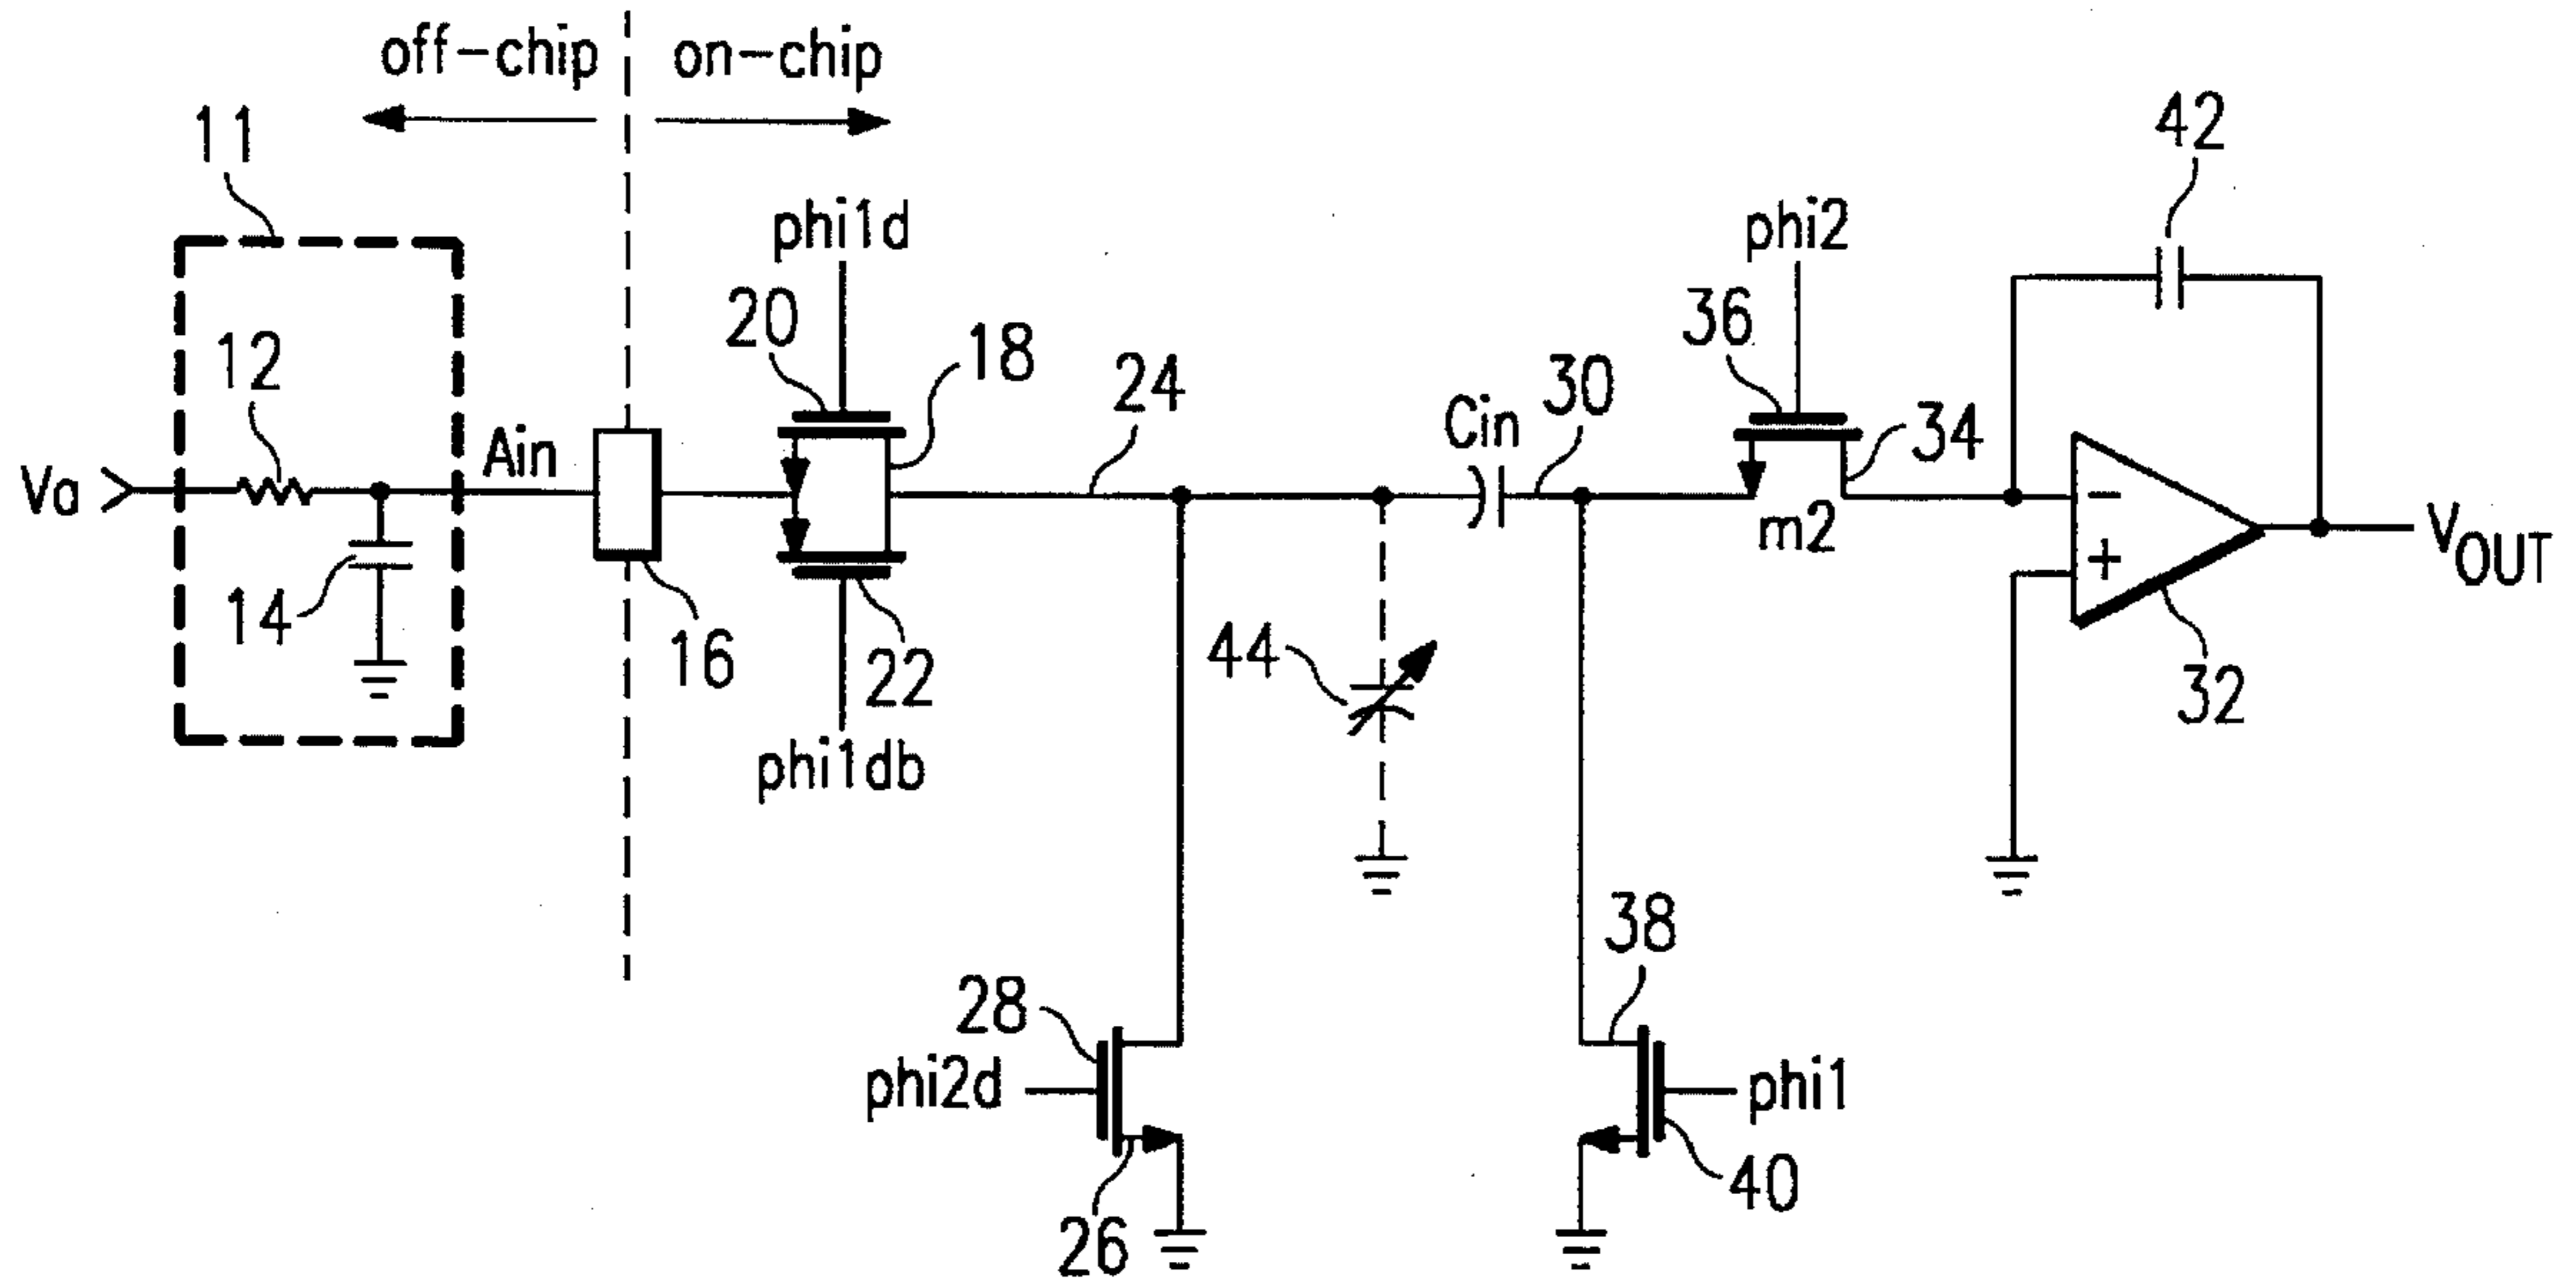 off-chip
on-chip
11
42
phi1d
phi2
20
18
36
12
24
Cin
30
34
Ain
Va
m2
−
+
VOUT
14
16
22
44
32
phi1db
38
28
phi2d
phi1
40
26